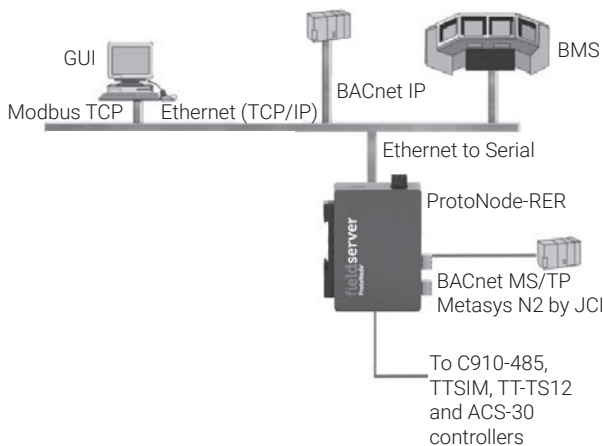 GUI
BMS
BACnet IP
Modbus TCP
Ethernet (TCP/IP)
Ethernet to Serial
ProtoNode-RER
fieldserver
ProtoNode
BACnet MS/TP
Metasys N2 by JCI
To C910-485,
TTSIM, TT-TS12
and ACS-30
controllers